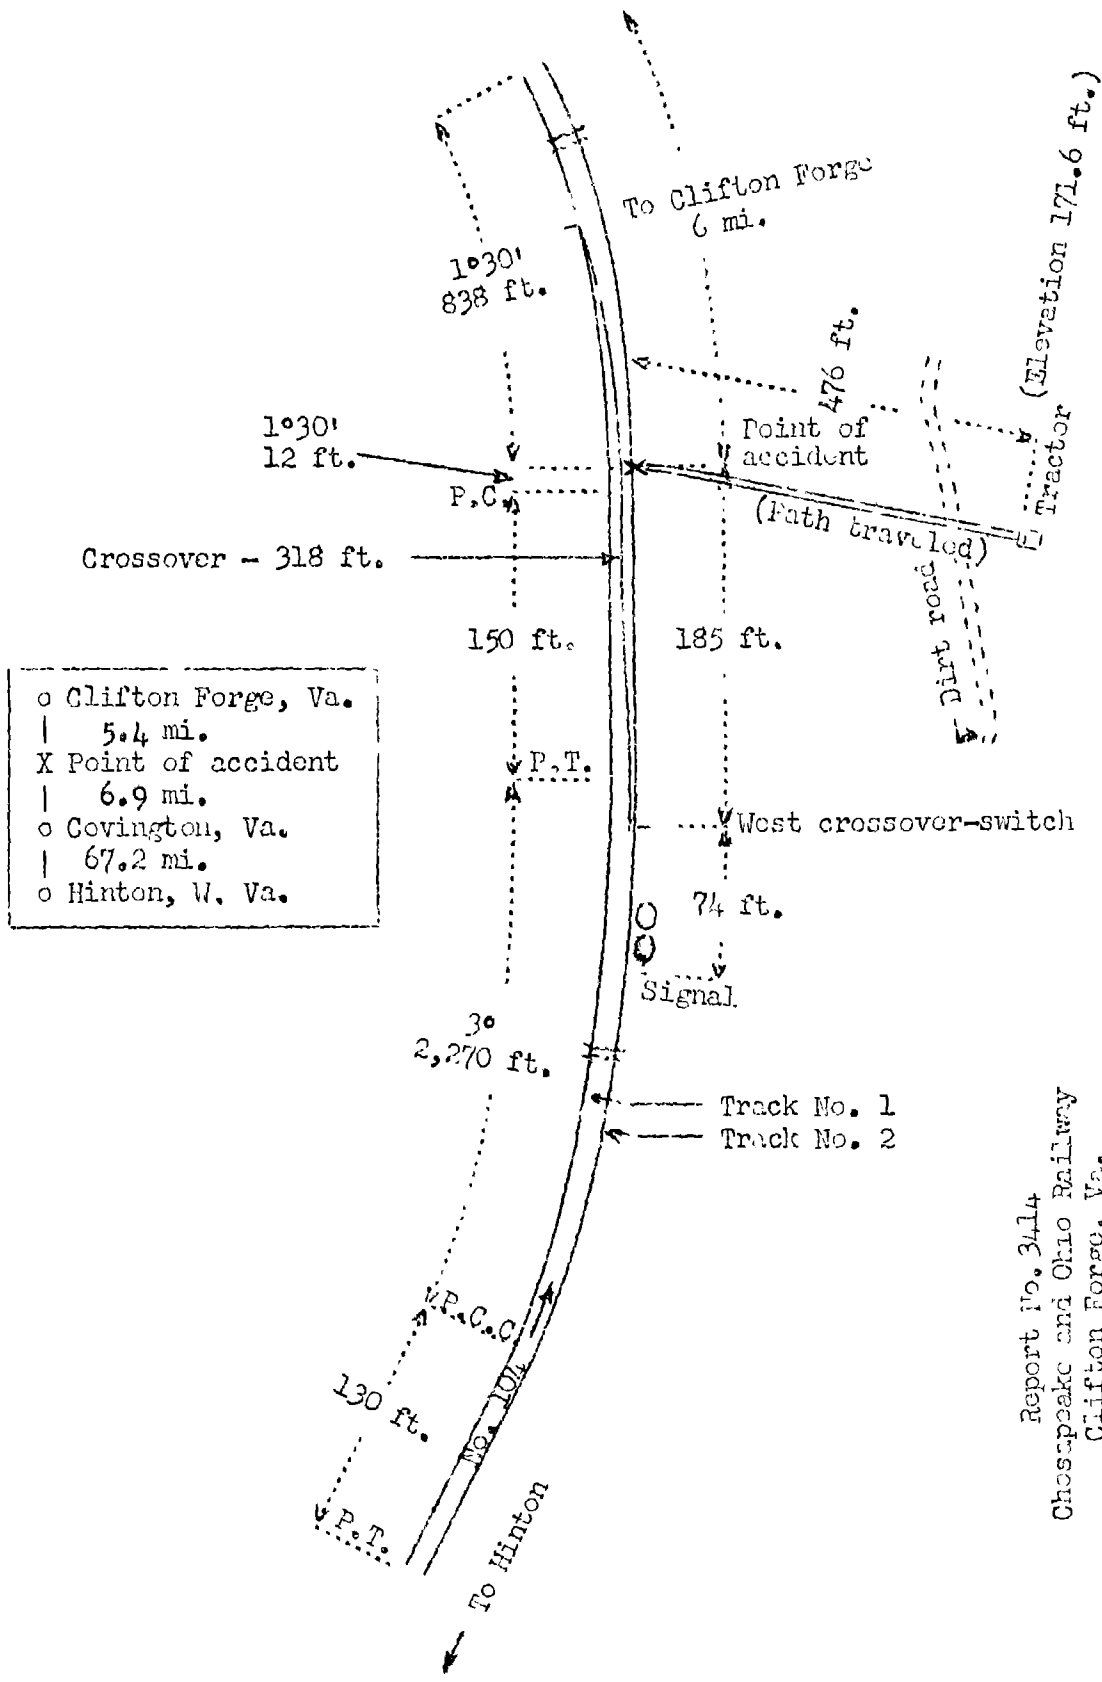 To Clifton Forge
6 mi.
(Elevation 171.6 ft.)
Tractor
1°30'
838 ft.
476 ft.
1°30'
12 ft.
Point of
accident
P.C.
(Path traveled)
Crossover - 318 ft.
Dirt road
150 ft.
185 ft.
o Clifton Forge, Va.
| 5.4 mi.
X Point of accident
| 6.9 mi.
o Covington, Va.
| 67.2 mi.
o Hinton, W. Va.
P.T.
West crossover-switch
74 ft.
Signal
3°
2,270 ft.
Track No. 1
Track No. 2
P.C.C.
No. 104
130 ft.
P.T.
To Hinton
Report No. 3414
Chesapeake and Ohio Railway
Clifton Forge, Va.